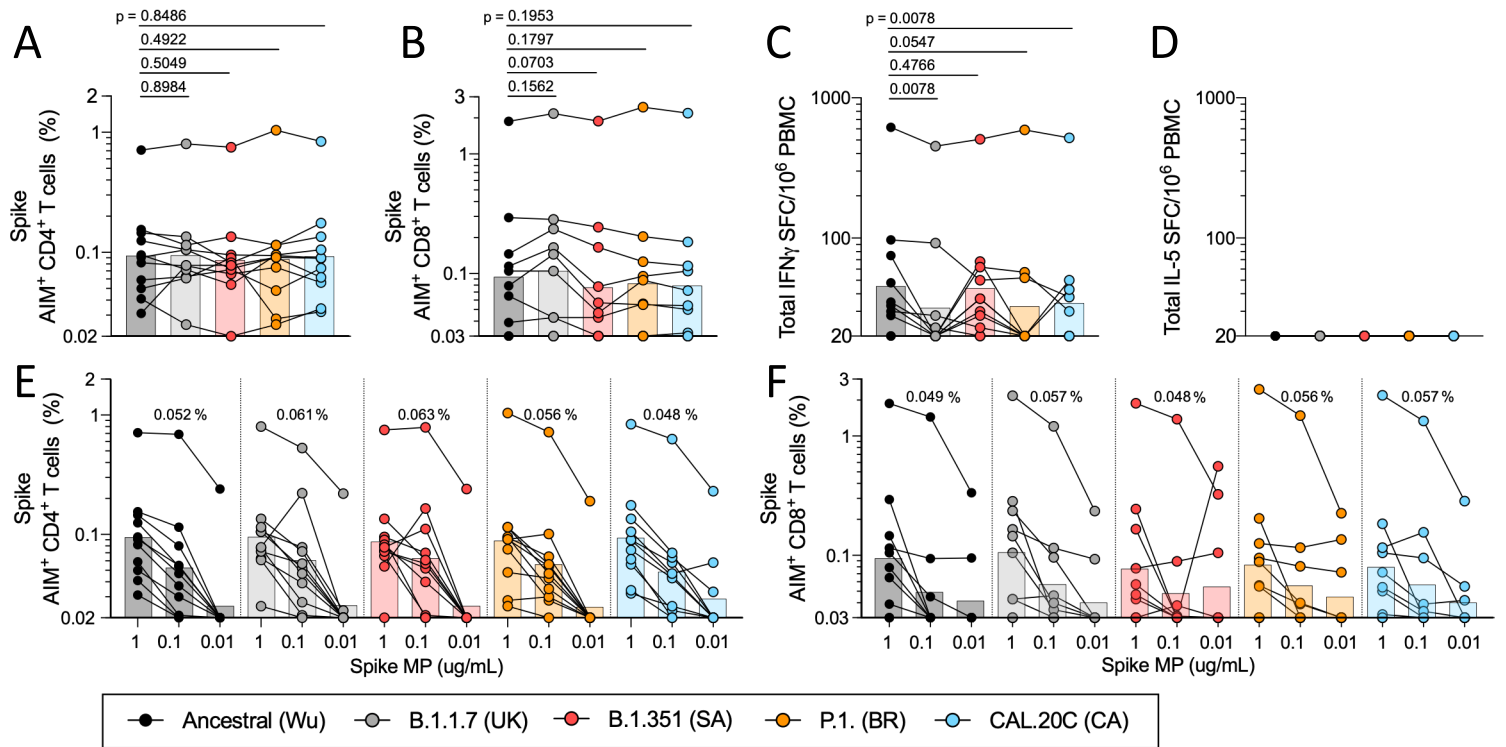 A
p = 0.8486
0.4922
0.5049
0.8984
Spike
AIM+ CD4+ T cells (%)
2
1
0.1
0.02
B
p = 0.1953
0.1797
0.0703
0.1562
Spike
AIM+ CD8+ T cells (%)
3
1
0.1
0.03
C
p = 0.0078
0.0547
0.4766
0.0078
Total IFNγ SFC/10⁶ PBMC
1000
100
20
D
Total IL-5 SFC/10⁶ PBMC
1000
100
20
E
Spike
AIM+ CD4+ T cells (%)
2
1
0.1
0.02
0.052 %
0.061 %
0.063 %
0.056 %
0.048 %
1 0.1 0.01 1 0.1 0.01 1 0.1 0.01 1 0.1 0.01 1 0.1 0.01
Spike MP (ug/mL)
F
Spike
AIM+ CD8+ T cells (%)
3
1
0.1
0.03
0.049 %
0.057 %
0.048 %
0.056 %
0.057 %
1 0.1 0.01 1 0.1 0.01 1 0.1 0.01 1 0.1 0.01 1 0.1 0.01
Spike MP (ug/mL)
Ancestral (Wu)
B.1.1.7 (UK)
B.1.351 (SA)
P.1. (BR)
CAL.20C (CA)